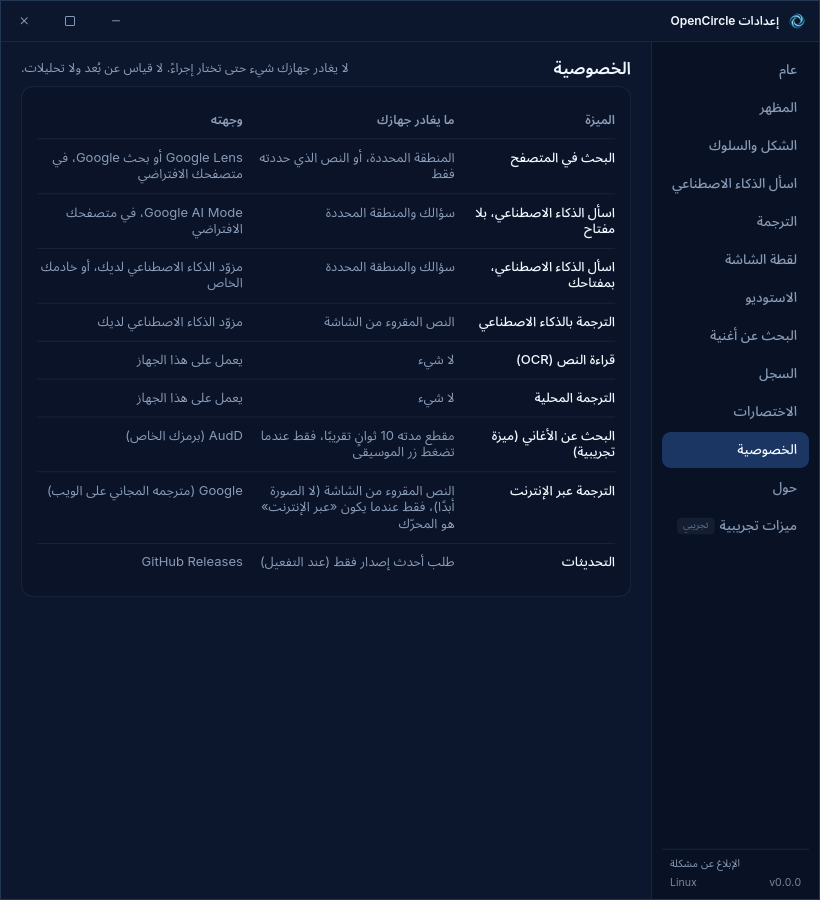 إعدادات OpenCircle
عام
المظهر
الشكل والسلوك
اسأل الذكاء الاصطناعي
الترجمة
لقطة الشاشة
الاستوديو
البحث عن أغنية
السجل
الاختصارات
الخصوصية
حول
ميزات تجريبية تجريبي
الإبلاغ عن مشكلة
v0.0.0 Linux
الخصوصية
لا يغادر جهازك شيء حتى تختار إجراءً. لا قياس عن بُعد ولا تحليلات.
الميزة ما يغادر جهازك وجهته
البحث في المتصفح
المنطقة المحددة، أو النص الذي حددته
فقط
Google Lens أو بحث Google، في
متصفحك الافتراضي
اسأل الذكاء الاصطناعي، بلا
مفتاح
سؤالك والمنطقة المحددة
Google AI Mode، في متصفحك
الافتراضي
اسأل الذكاء الاصطناعي،
بمفتاحك
سؤالك والمنطقة المحددة
مزوّد الذكاء الاصطناعي لديك، أو خادمك
الخاص
الترجمة بالذكاء الاصطناعي
النص المقروء من الشاشة
مزوّد الذكاء الاصطناعي لديك
قراءة النص (OCR)
لا شيء
يعمل على هذا الجهاز
الترجمة المحلية
لا شيء
يعمل على هذا الجهاز
البحث عن الأغاني (ميزة
تجريبية)
مقطع مدته 10 ثوانٍ تقريبًا، فقط عندما
تضغط زر الموسيقى
AudD (برمزك الخاص)
الترجمة عبر الإنترنت
النص المقروء من الشاشة (لا الصورة
أبدًا)، فقط عندما يكون «عبر الإنترنت»
هو المحرّك
Google (مترجمه المجاني على الويب)
التحديثات
طلب أحدث إصدار فقط (عند التفعيل)
GitHub Releases